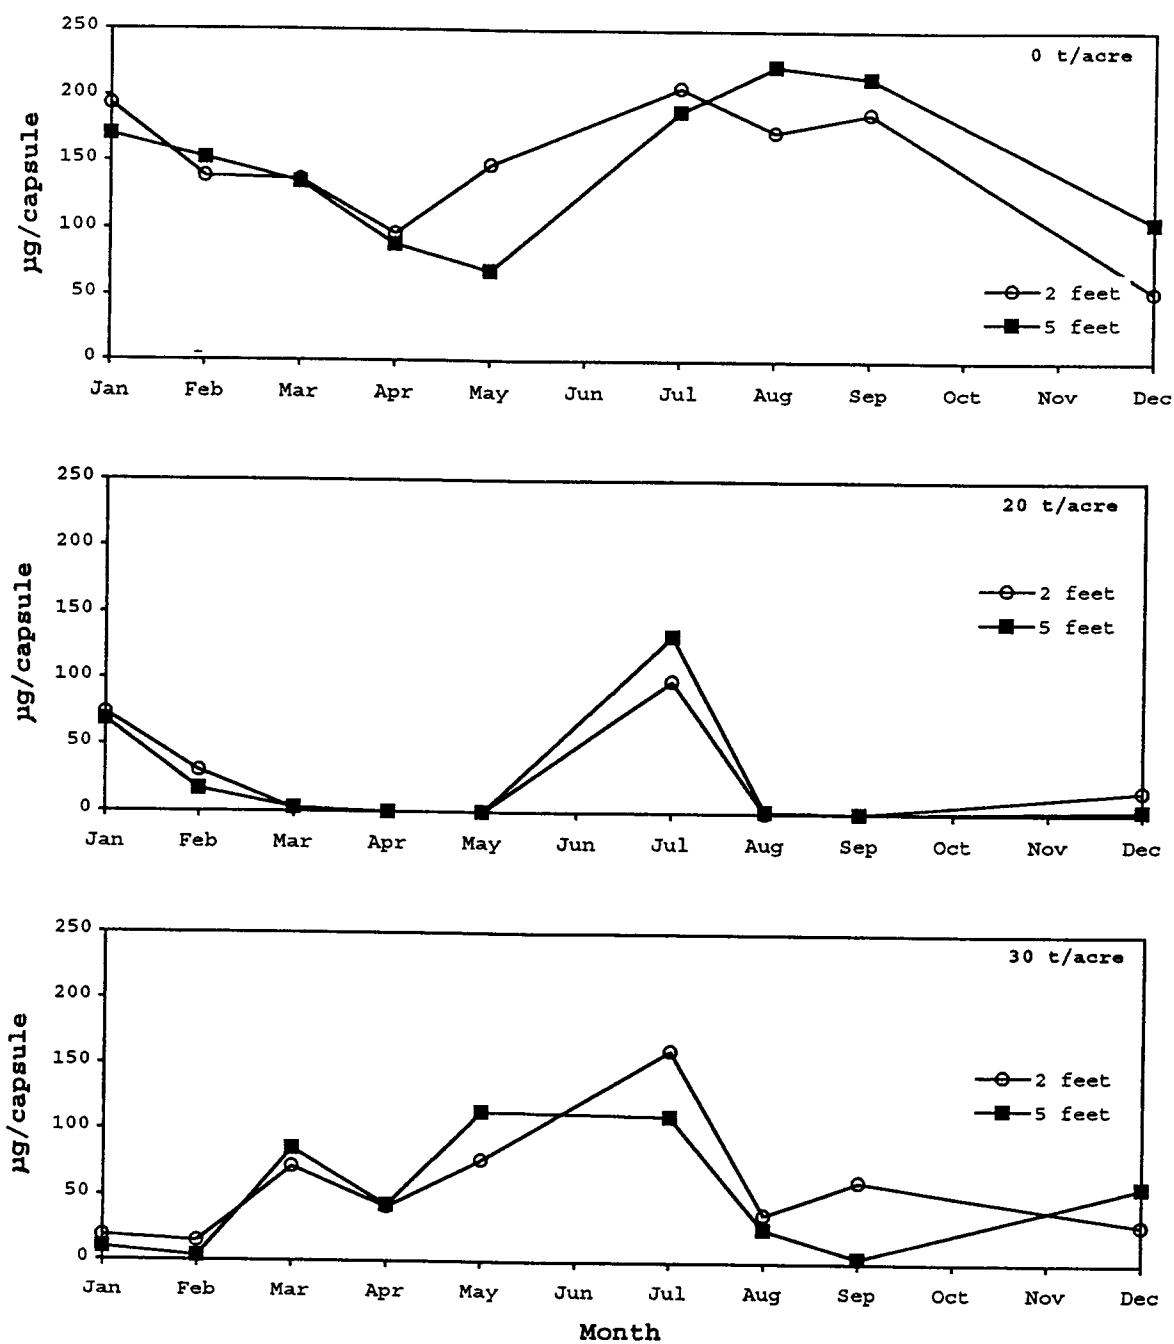 250
0 t/acre
200
150
µg/capsule
100
50
2 feet
5 feet
0
Jan Feb Mar Apr May Jun Jul Aug Sep Oct Nov Dec
250
20 t/acre
200
2 feet
150
5 feet
µg/capsule
100
50
0
Jan Feb Mar Apr May Jun Jul Aug Sep Oct Nov Dec
250
30 t/acre
200
150
2 feet
µg/capsule
5 feet
100
50
0
Jan Feb Mar Apr May Jun Jul Aug Sep Oct Nov Dec
Month